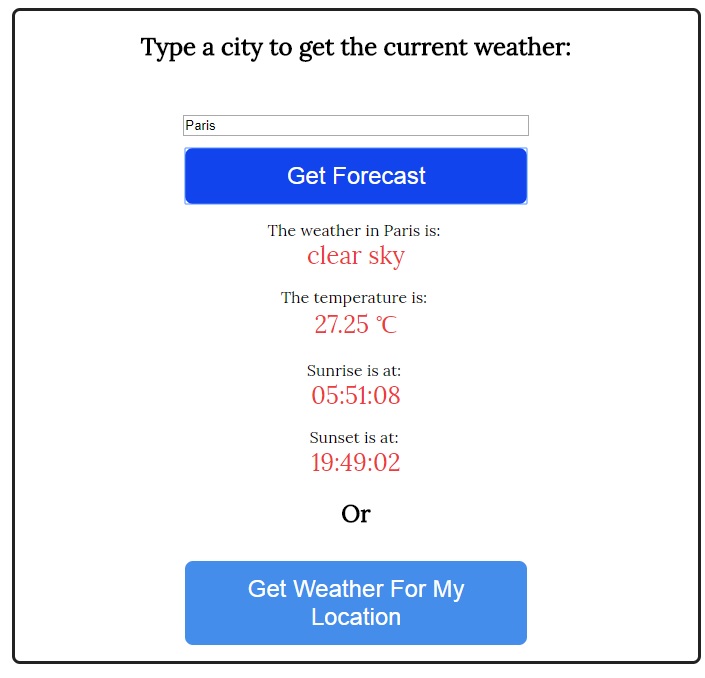 Type a city to get the current weather:
Paris
Get Forecast
The weather in Paris is:
clear sky
The temperature is:
27.25 ℃
Sunrise is at:
05:51:08
Sunset is at:
19:49:02
Or
Get Weather For My
Location